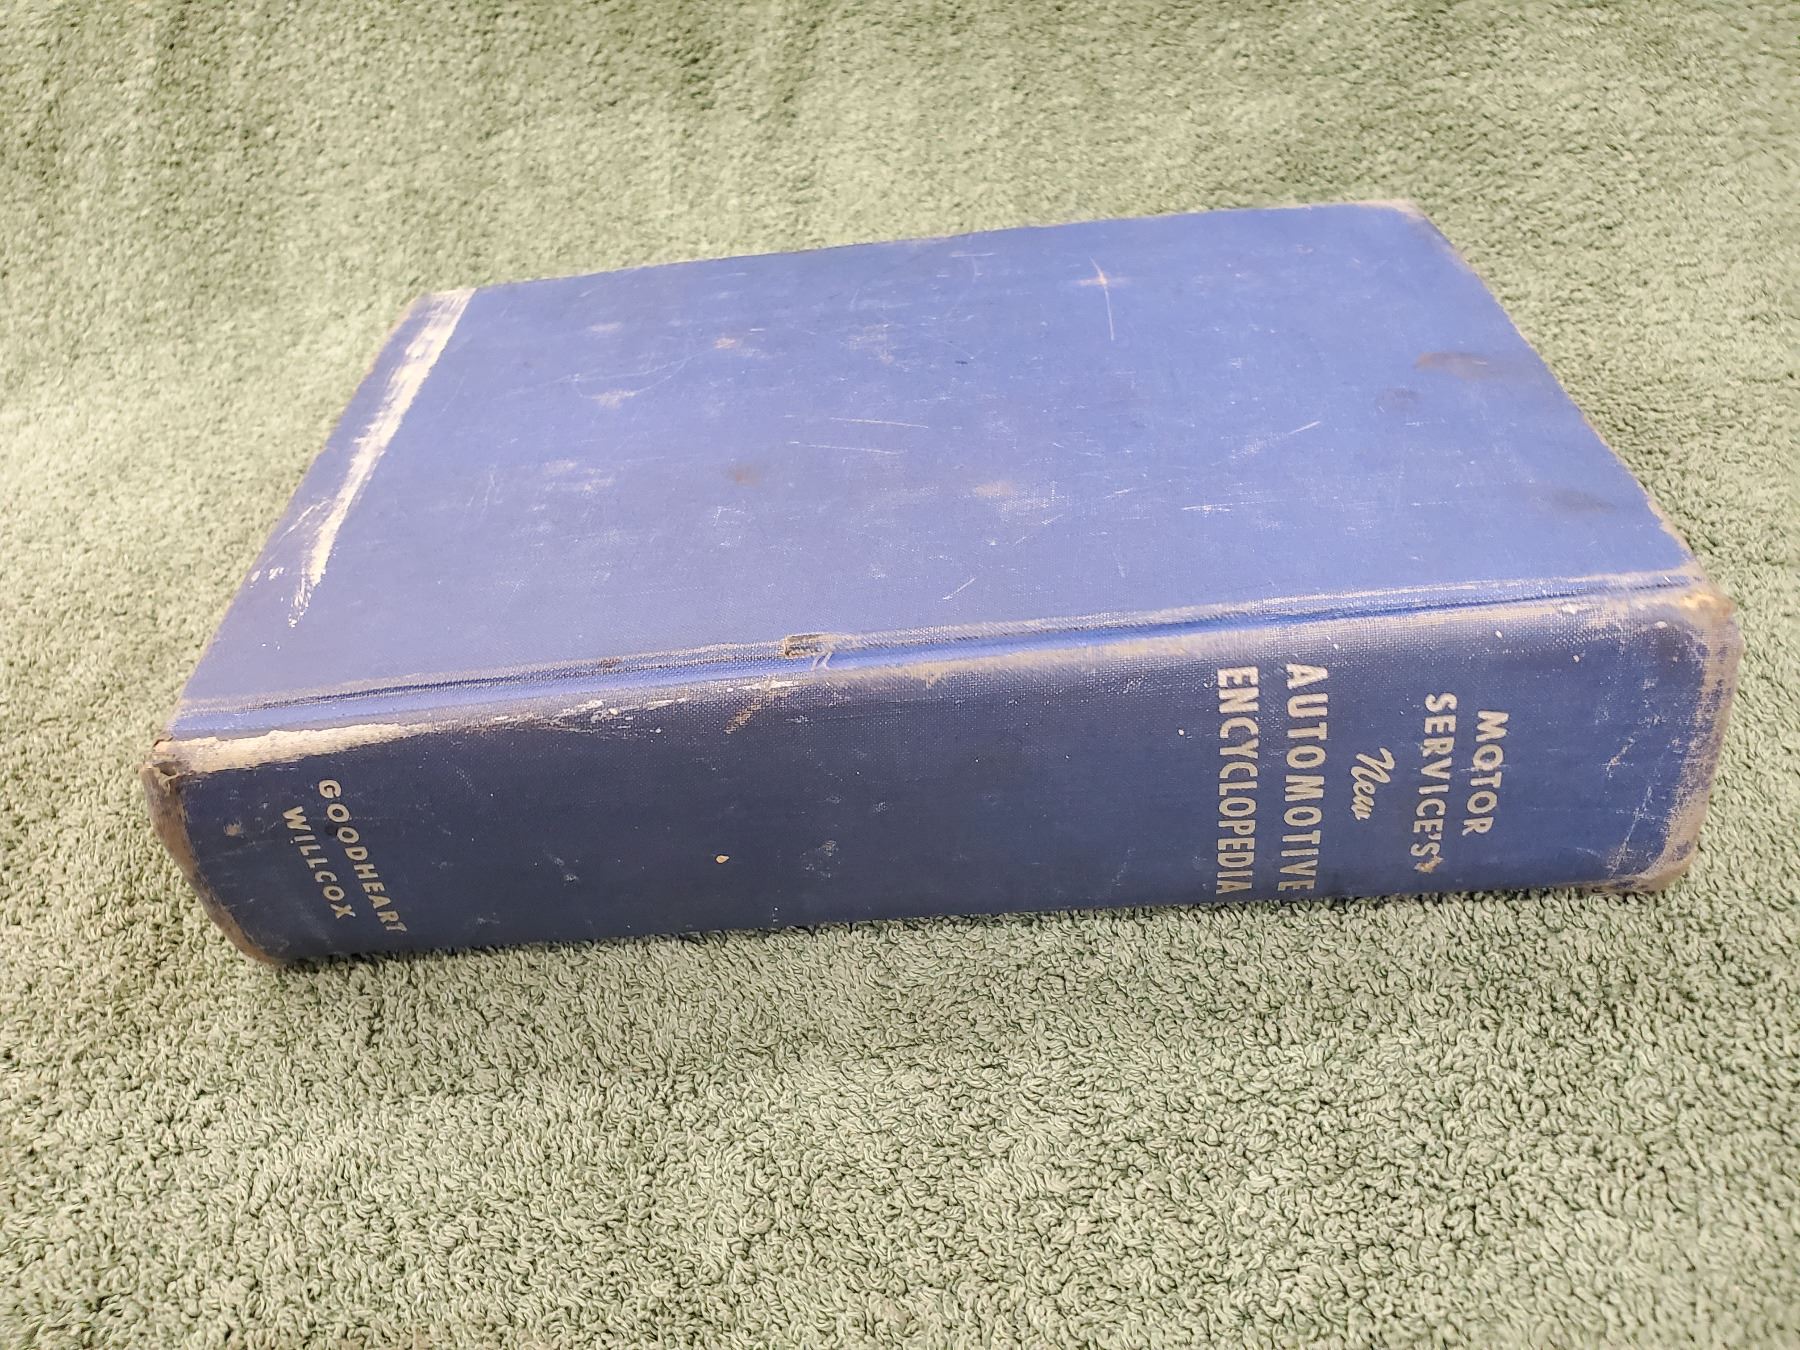 MOTOR
SERVICE'S
New
AUTOMOTIVE
ENCYCLOPEDIA
GOODHEART
WILLCOX